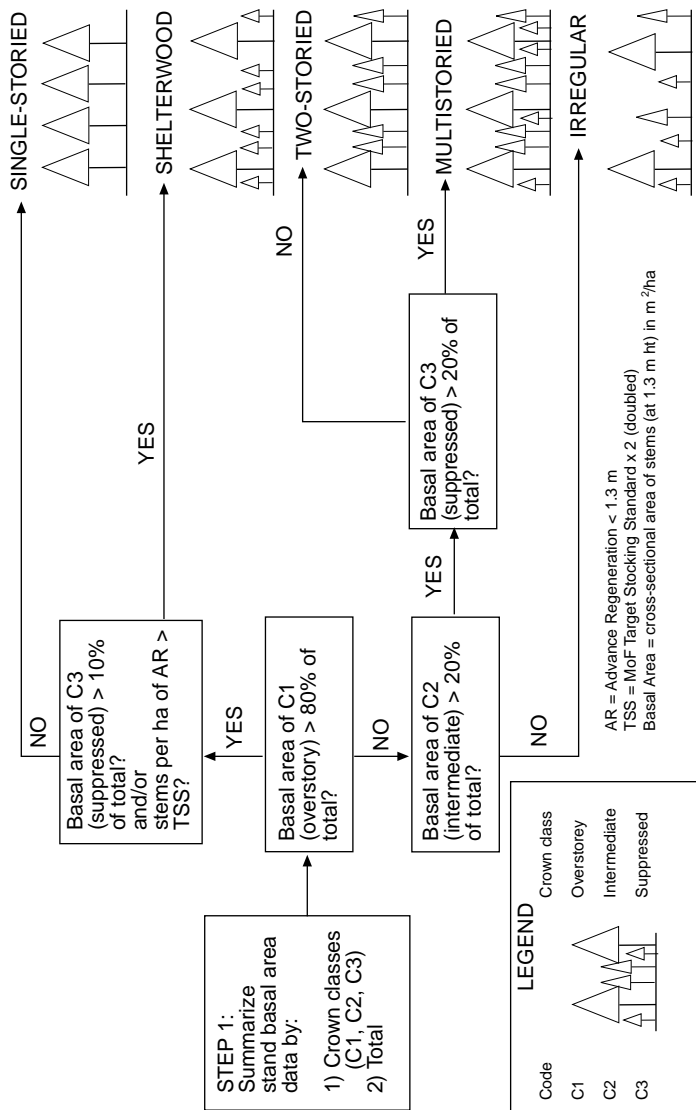 STEP 1:
Summarize
stand basal area
data by:
1) Crown classes
(C1, C2, C3)
2) Total
Basal area of C1
(overstory) > 80% of
total?
YES
NO
Basal area of C3
(suppressed) > 10%
of total?
and/or
stems per ha of AR >
TSS?
NO
YES
Basal area of C2
(intermediate) > 20%
of total?
YES
NO
Basal area of C3
(suppressed) > 20% of
total?
NO
YES
SINGLE-STORIED
SHELTERWOOD
TWO-STORIED
MULTISTORIED
IRREGULAR
LEGEND
Code
Crown class
C1
Overstorey
C2
Intermediate
C3
Suppressed
AR = Advance Regeneration < 1.3 m
TSS = MoF Target Stocking Standard x 2 (doubled)
Basal Area = cross-sectional area of stems (at 1.3 m ht) in m²/ha